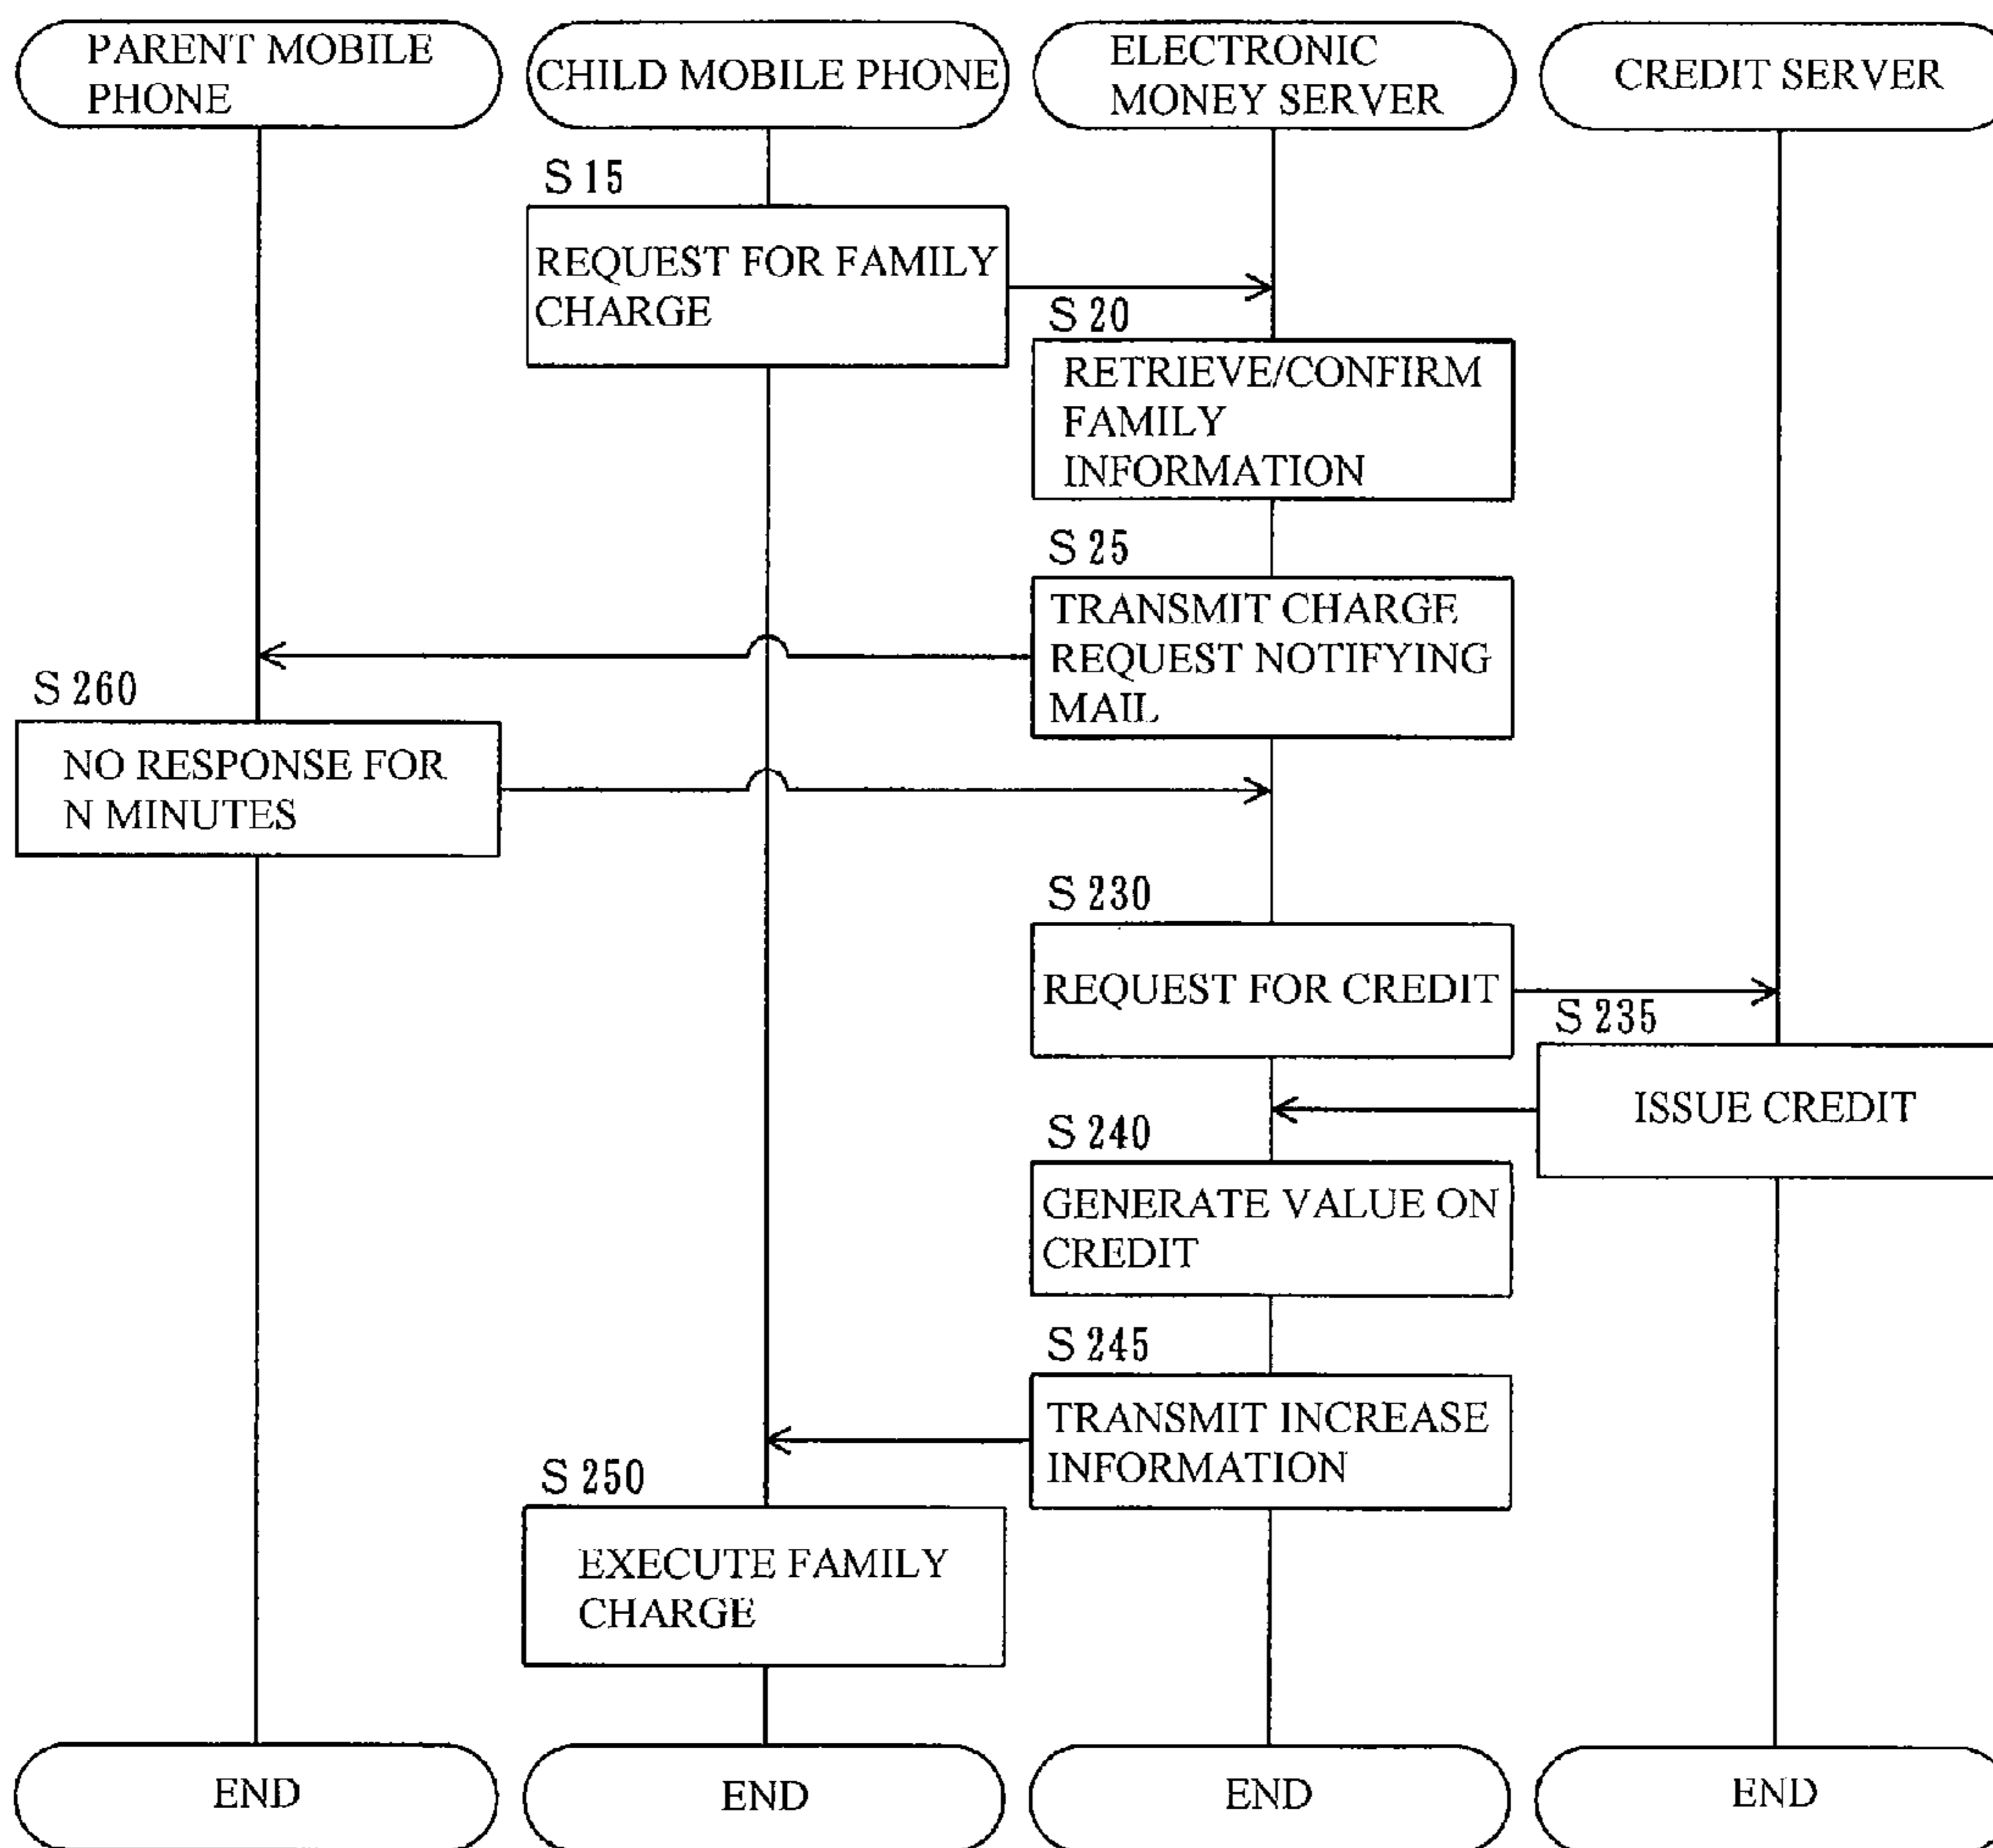 PARENT MOBILE
PHONE
CHILD MOBILE PHONE
ELECTRONIC
MONEY SERVER
CREDIT SERVER
S 15
REQUEST FOR FAMILY
CHARGE
S 20
RETRIEVE/CONFIRM
FAMILY
INFORMATION
S 25
TRANSMIT CHARGE
REQUEST NOTIFYING
MAIL
S 260
NO RESPONSE FOR
N MINUTES
S 230
REQUEST FOR CREDIT
S 235
ISSUE CREDIT
S 240
GENERATE VALUE ON
CREDIT
S 245
TRANSMIT INCREASE
INFORMATION
S 250
EXECUTE FAMILY
CHARGE
END
END
END
END